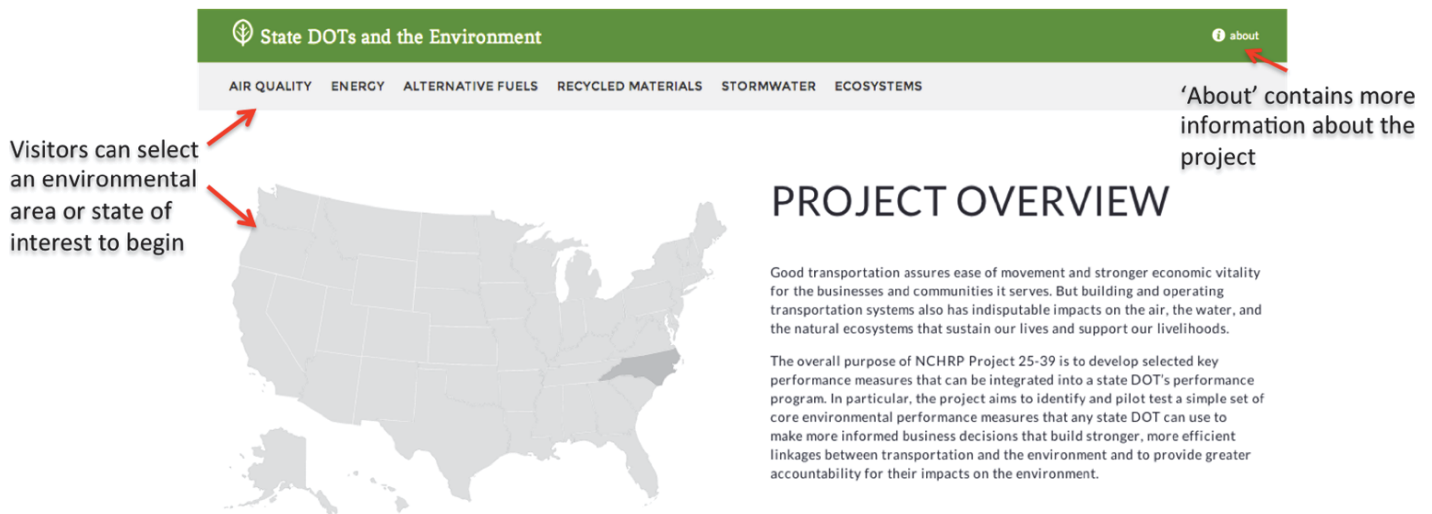 State DOTs and the Environment
about
AIR QUALITY ENERGY ALTERNATIVE FUELS RECYCLED MATERIALS STORMWATER ECOSYSTEMS
‘About’ contains more
information about the
project
Visitors can select
an environmental
area or state of
interest to begin
PROJECT OVERVIEW
Good transportation assures ease of movement and stronger economic vitality
for the businesses and communities it serves. But building and operating
transportation systems also has indisputable impacts on the air, the water, and
the natural ecosystems that sustain our lives and support our livelihoods.
The overall purpose of NCHRP Project 25-39 is to develop selected key
performance measures that can be integrated into a state DOT's performance
program. In particular, the project aims to identify and pilot test a simple set of
core environmental performance measures that any state DOT can use to
make more informed business decisions that build stronger, more efficient
linkages between transportation and the environment and to provide greater
accountability for their impacts on the environment.